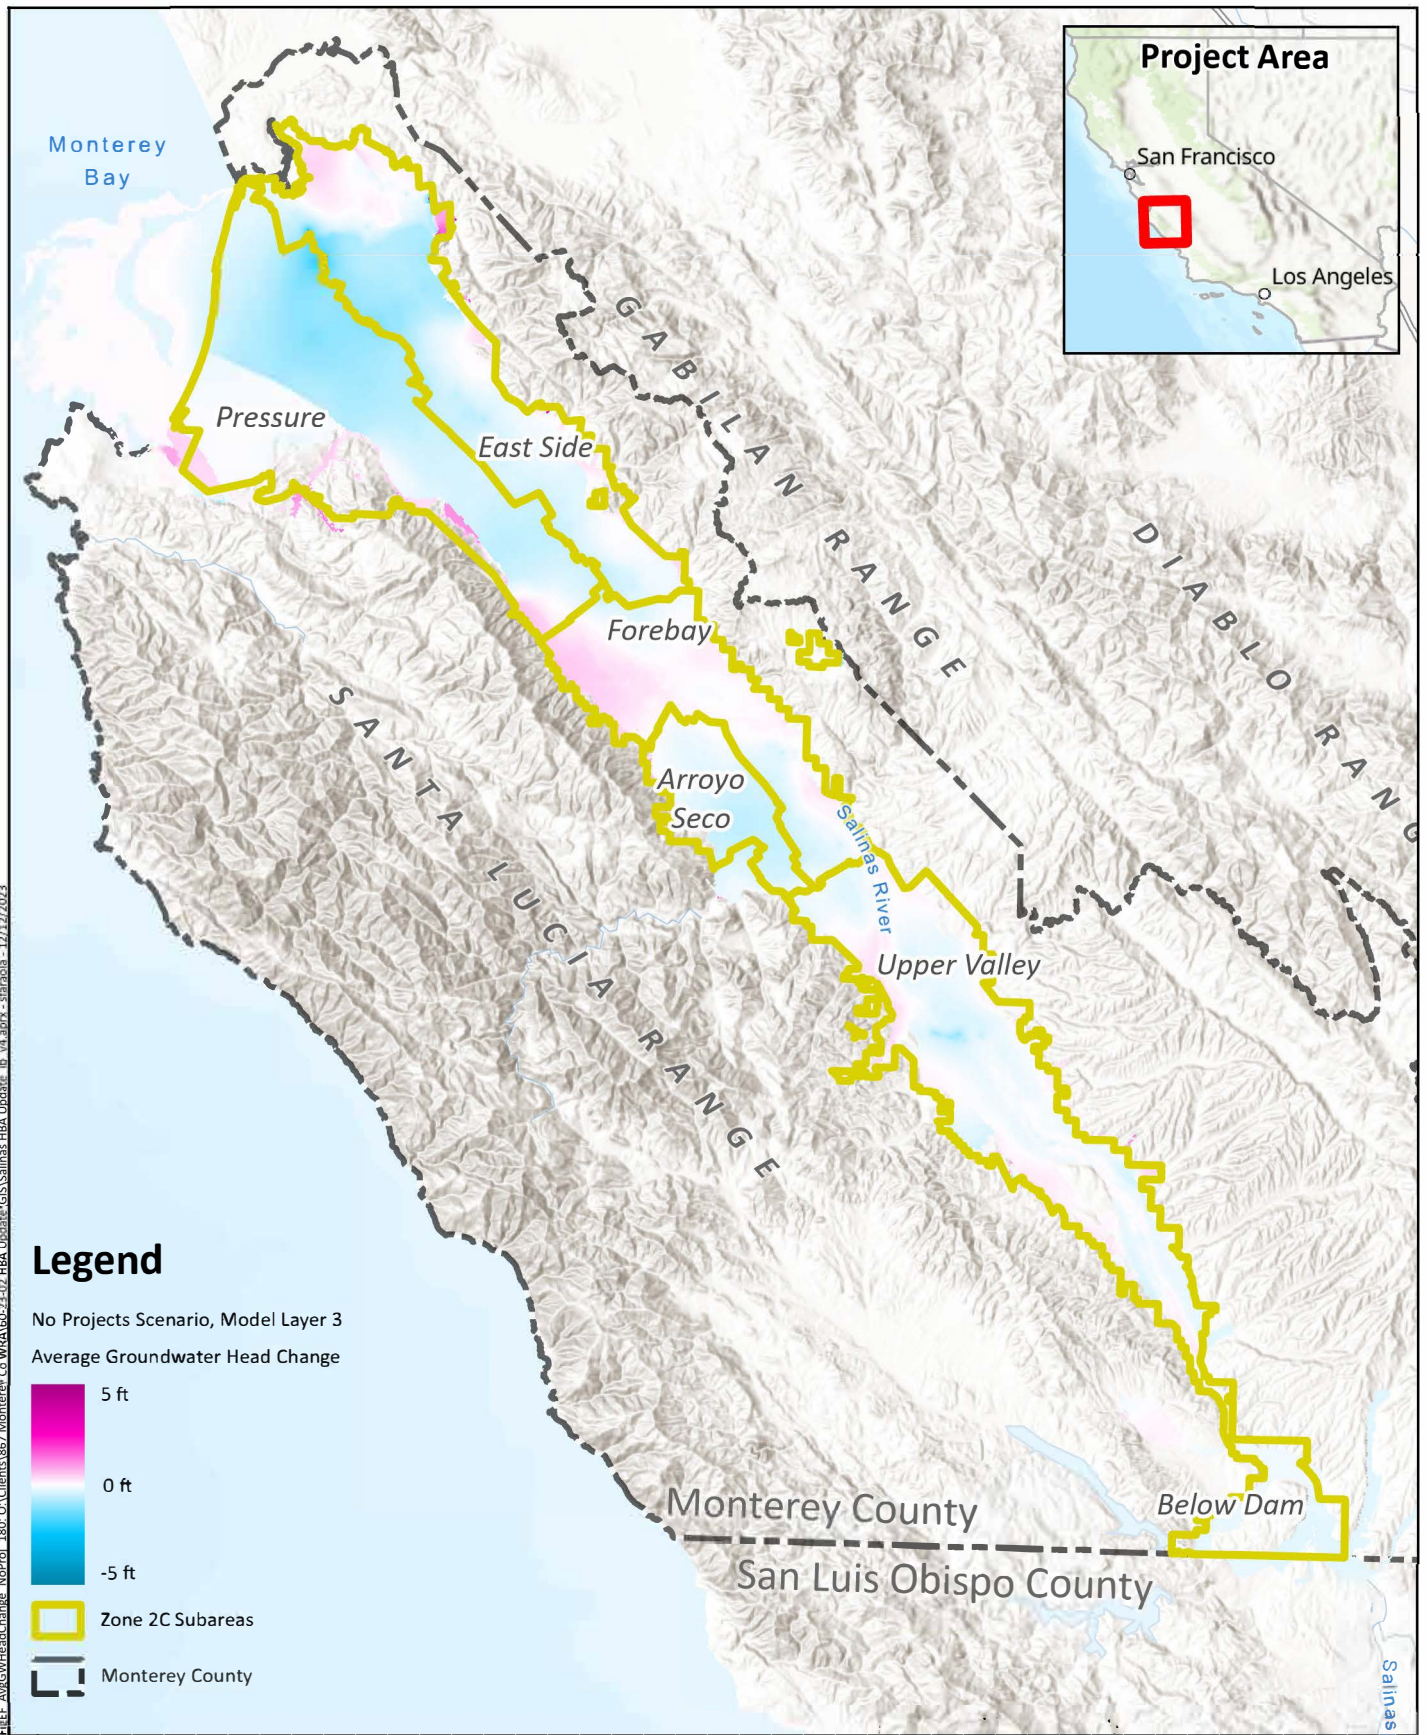 Project Area
San Francisco
Los Angeles
Monterey
Bay
GABILAN RANGE
DIABLO RANG
Pressure
East Side
Forebay
SANTA LUCIA RANGE
Arroyo
Seco
Salinas River
Upper Valley
Legend
No Projects Scenario, Model Layer 3
Average Groundwater Head Change
5 ft
0 ft
-5 ft
Zone 2C Subareas
Monterey County
Monterey County
San Luis Obispo County
Below Dam
Salinas